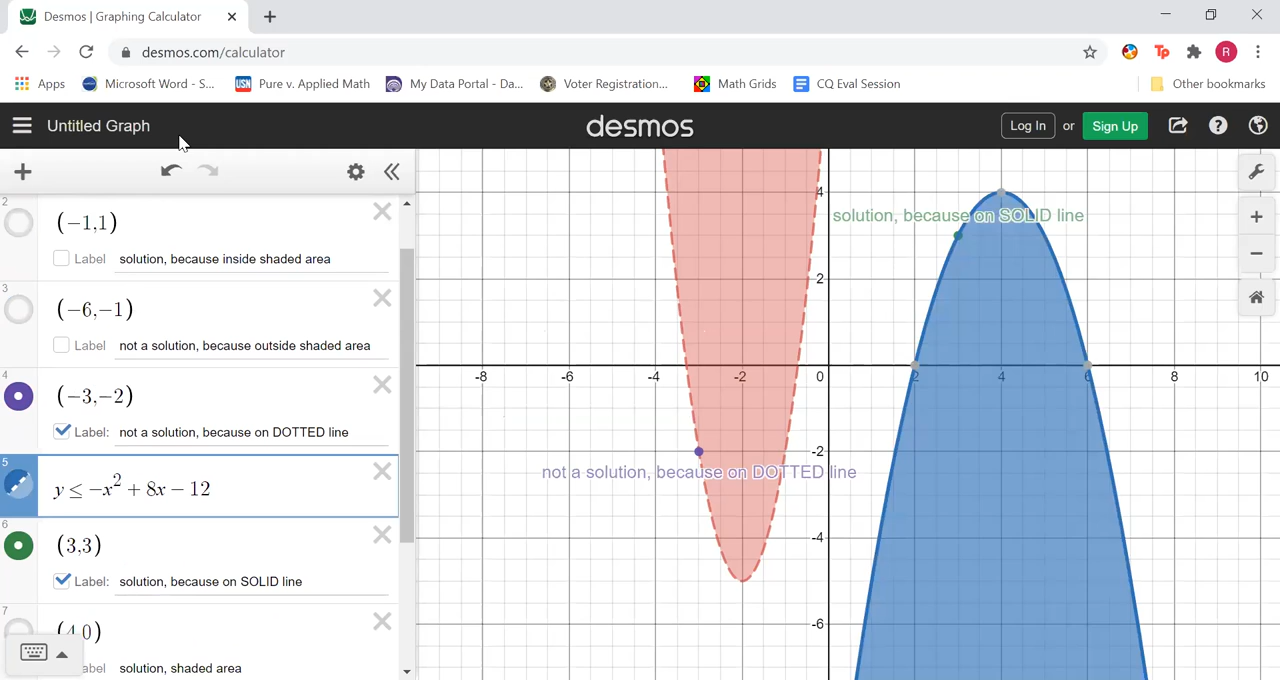 Desmos | Graphing Calculator
desmos.com/calculator
R
Apps Microsoft Word - S... USN Pure v. Applied Math My Data Portal - Da... Voter Registration... Math Grids CQ Eval Session Other bookmarks
Untitled Graph desmos Log In or Sign Up
2
(−1,1)
Label solution, because inside shaded area
3
(−6,−1)
Label not a solution, because outside shaded area
4
(−3,−2)
Label: not a solution, because on DOTTED line
5
y ≤ −x² + 8x − 12
6
(3,3)
Label: solution, because on SOLID line
7
(4,0)
abel solution, shaded area
4
solution, because on SOLID line
2
-8 -6 -4 -2 0 2 4 6 8 10
-2
not a solution, because on DOTTED line
-4
-6